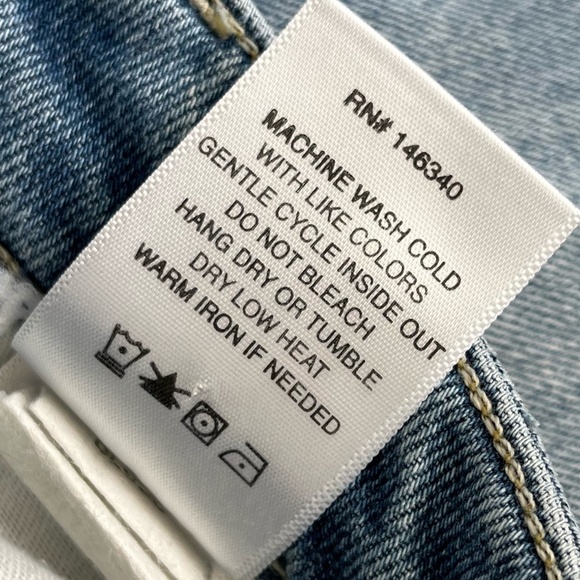 RN# 146340
MACHINE WASH COLD
WITH LIKE COLORS
GENTLE CYCLE INSIDE OUT
DO NOT BLEACH
HANG DRY OR TUMBLE
DRY LOW HEAT
WARM IRON IF NEEDED